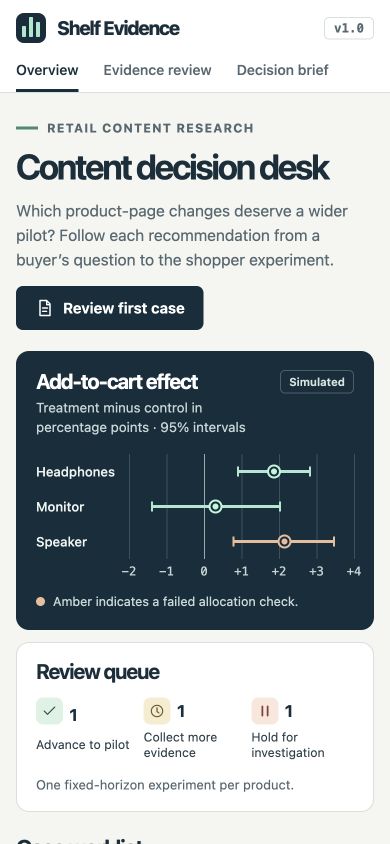 Shelf Evidence
v1.0
Overview
Evidence review
Decision brief
RETAIL CONTENT RESEARCH
Content decision desk
Which product-page changes deserve a wider
pilot? Follow each recommendation from a
buyer’s question to the shopper experiment.
Review first case
Add-to-cart effect
Simulated
Treatment minus control in
percentage points · 95% intervals
Headphones
Monitor
Speaker
−2 −1 0 +1 +2 +3 +4
Amber indicates a failed allocation check.
Review queue
1
Advance to pilot
1
Collect more
evidence
1
Hold for
investigation
One fixed-horizon experiment per product.